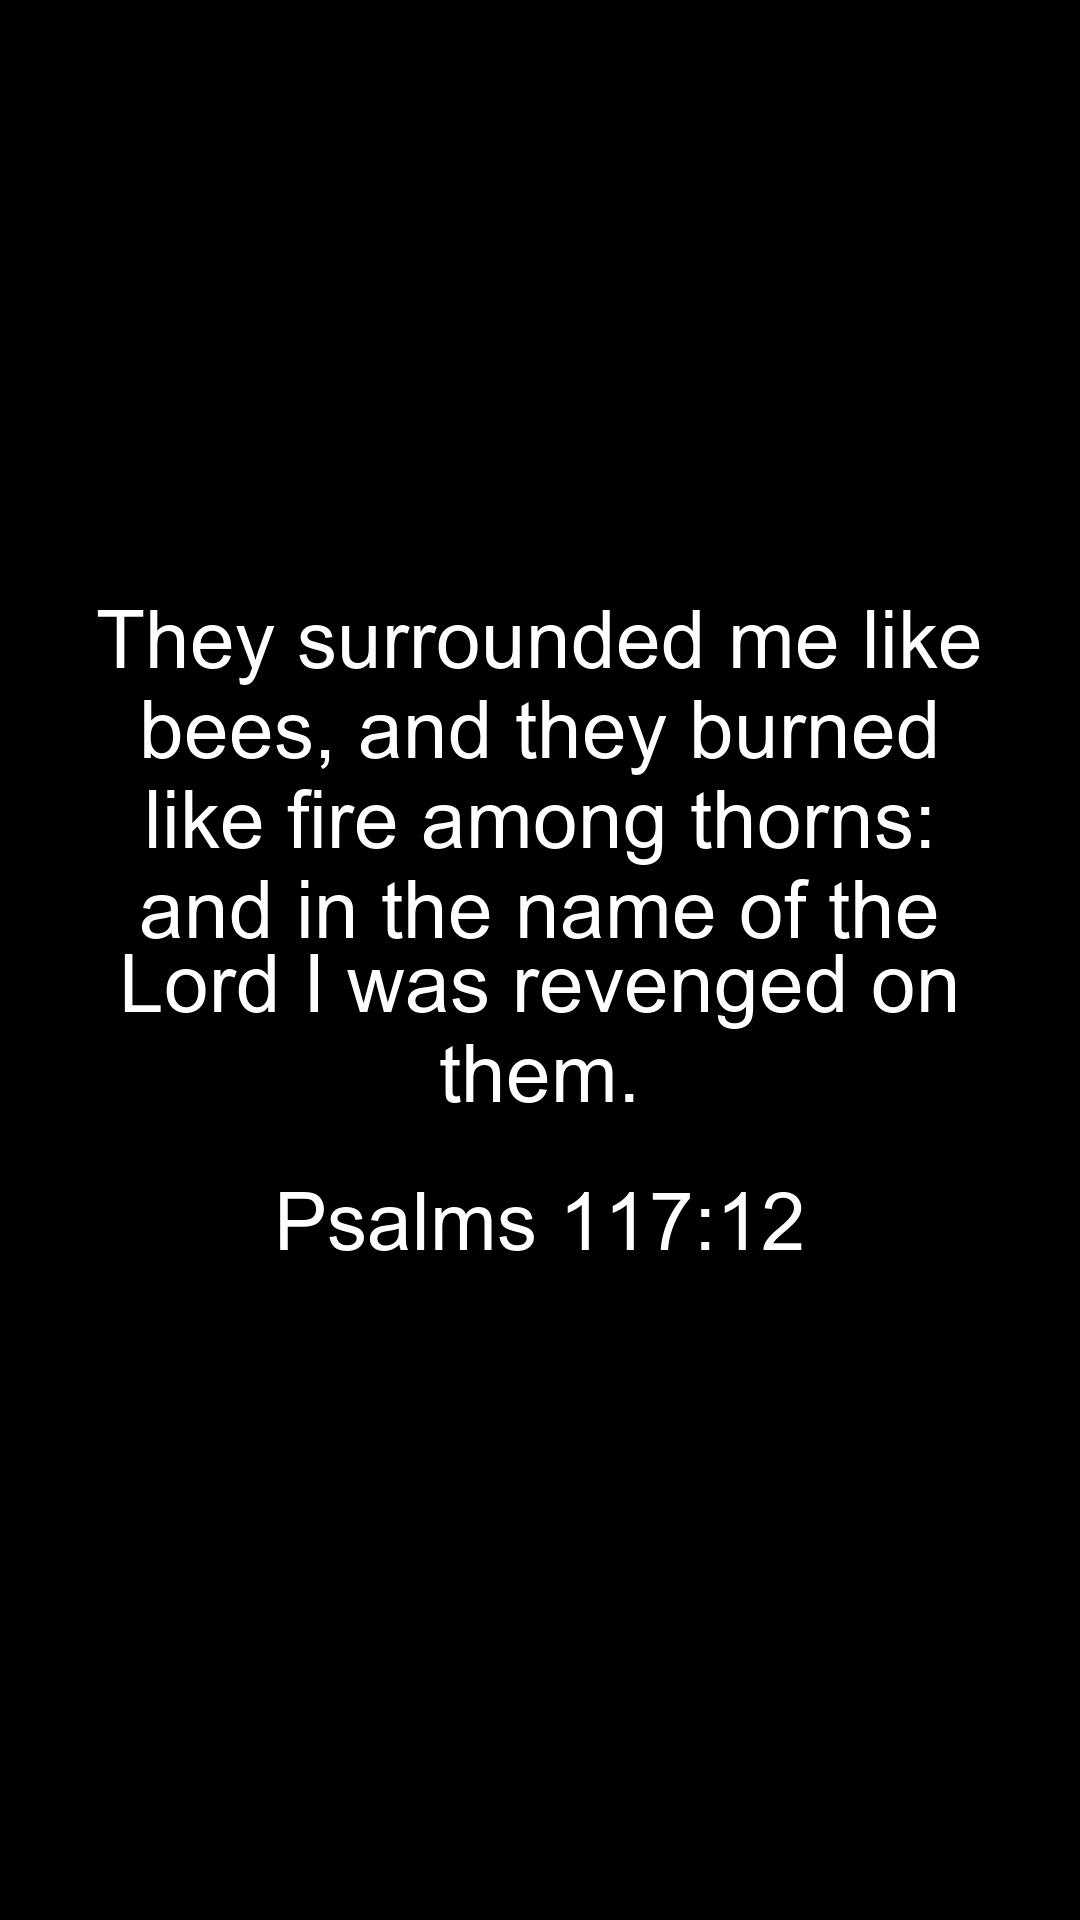 They surrounded me like
bees, and they burned
like fire among thorns:
and in the name of the
Lord I was revenged on
them.
Psalms 117:12